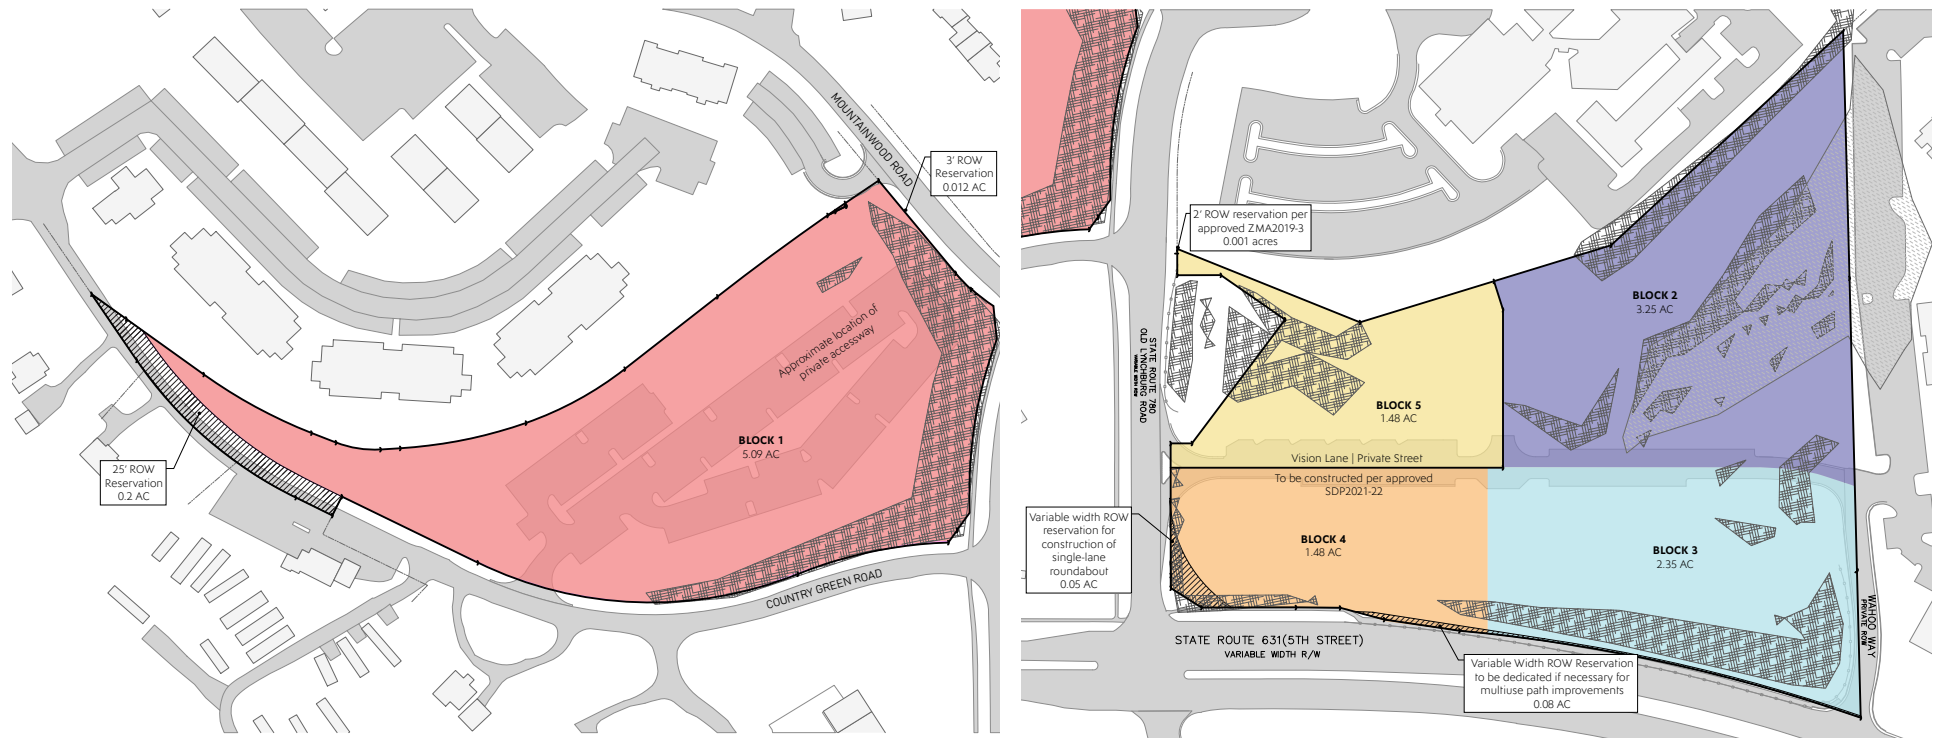 MOUNTAINWOOD ROAD
3' ROW
Reservation
0.012 AC
Approximate location of
private accessway
BLOCK 1
5.09 AC
25' ROW
Reservation
0.2 AC
COUNTRY GREEN ROAD
2' ROW reservation per
approved ZMA2019-3
0.001 acres
STATE ROUTE 780
OLD LYNCHBURG ROAD
VARIABLE WIDTH R/W
BLOCK 2
3.25 AC
BLOCK 5
1.48 AC
Vision Lane | Private Street
To be constructed per approved
SDP2021-22
Variable width ROW
reservation for
construction of
single-lane
roundabout
0.05 AC
BLOCK 4
1.48 AC
BLOCK 3
2.35 AC
WAHOO WAY
PRIVATE ROW
STATE ROUTE 631(5TH STREET)
VARIABLE WIDTH R/W
Variable Width ROW Reservation
to be dedicated if necessary for
multiuse path improvements
0.08 AC